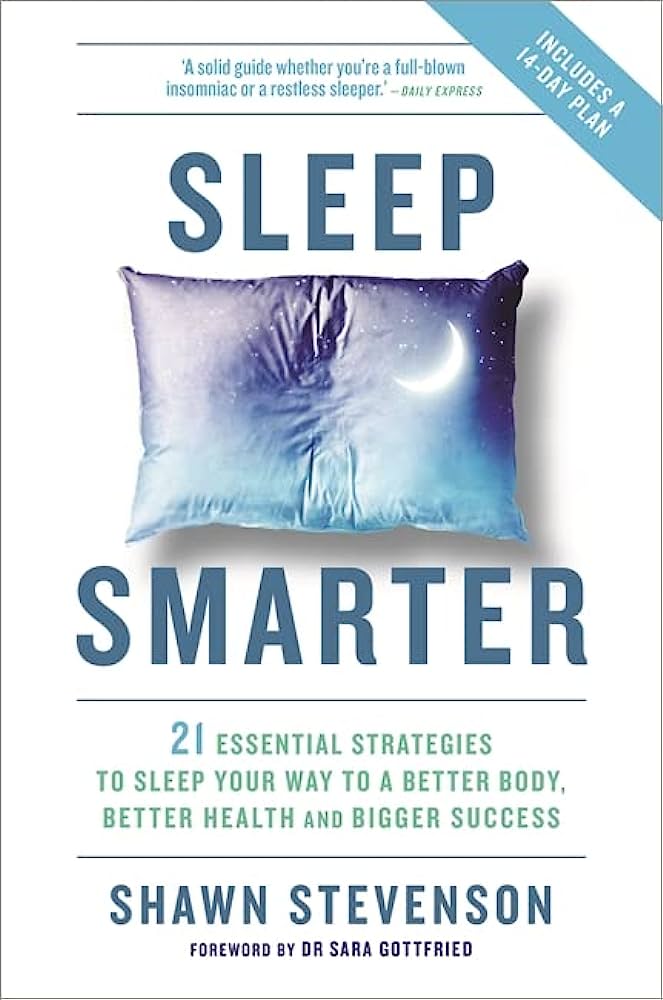 INCLUDES A
14-DAY PLAN
‘A solid guide whether you’re a full-blown
insomniac or a restless sleeper.’ – DAILY EXPRESS
SLEEP
SMARTER
21 ESSENTIAL STRATEGIES
TO SLEEP YOUR WAY TO A BETTER BODY,
BETTER HEALTH AND BIGGER SUCCESS
SHAWN STEVENSON
FOREWORD BY DR SARA GOTTFRIED